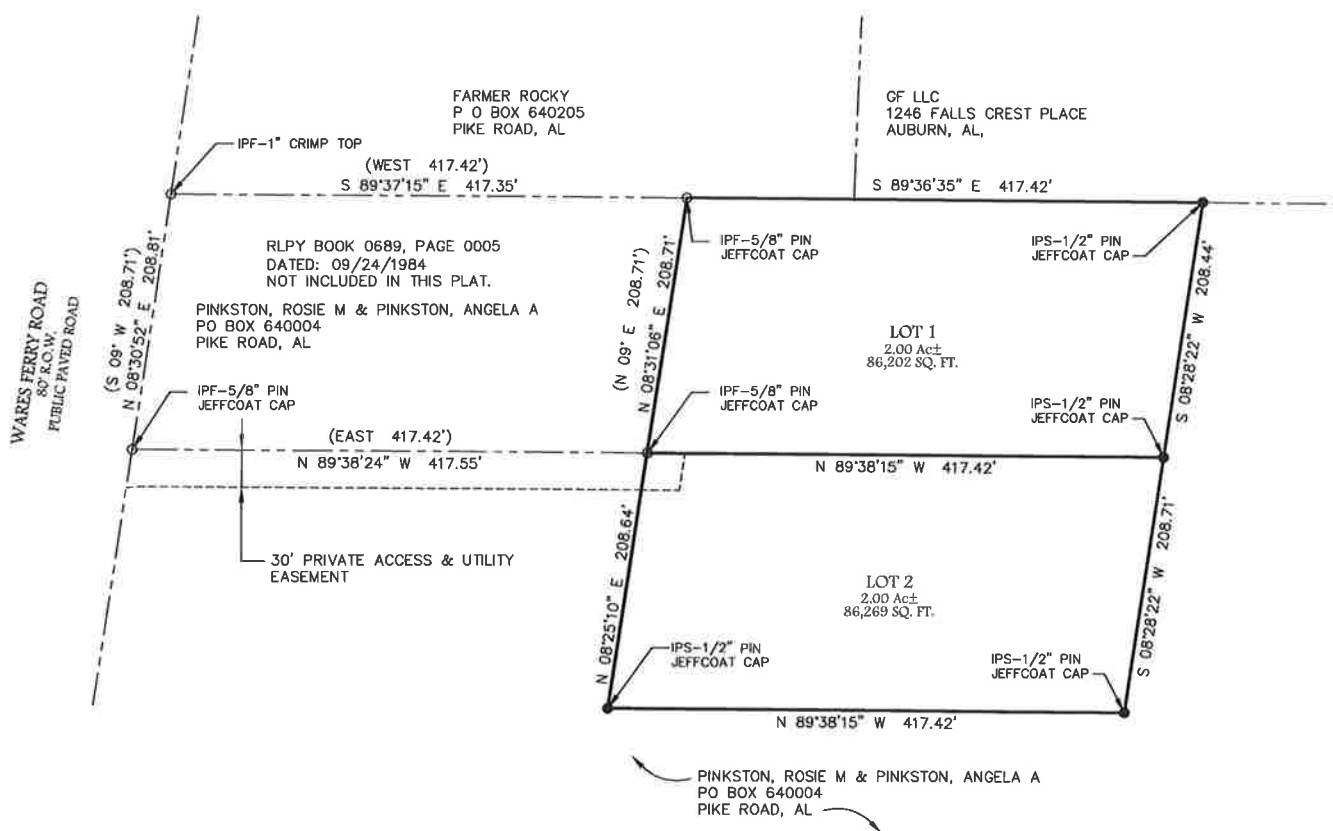 FARMER ROCKY
P O BOX 640205
PIKE ROAD, AL
GF LLC
1246 FALLS CREST PLACE
AUBURN, AL,
IPF-1" CRIMP TOP
(WEST 417.42')
S 89°37'15" E 417.35'
S 89°36'35" E 417.42'
IPF-5/8" PIN
JEFFCOAT CAP
IPS-1/2" PIN
JEFFCOAT CAP
RLPY BOOK 0689, PAGE 0005
DATED: 09/24/1984
NOT INCLUDED IN THIS PLAT.
PINKSTON, ROSIE M & PINKSTON, ANGELA A
PO BOX 640004
PIKE ROAD, AL
WARES FERRY ROAD
80' R.O.W.
PUBLIC PAVED ROAD
(S 09° W 208.71')
N 08°30'52" E 208.81'
(N 09° E 208.71')
N 08°31'06" E 208.71'
LOT 1
2.00 Ac±
86,202 SQ. FT.
S 08°28'22" W 208.44'
IPF-5/8" PIN
JEFFCOAT CAP
IPF-5/8" PIN
JEFFCOAT CAP
IPS-1/2" PIN
JEFFCOAT CAP
(EAST 417.42')
N 89°38'24" W 417.55'
N 89°38'15" W 417.42'
30' PRIVATE ACCESS & UTILITY
EASEMENT
N 08°25'10" E 208.64'
LOT 2
2.00 Ac±
86,269 SQ. FT.
S 08°28'22" W 208.71'
IPS-1/2" PIN
JEFFCOAT CAP
IPS-1/2" PIN
JEFFCOAT CAP
N 89°38'15" W 417.42'
PINKSTON, ROSIE M & PINKSTON, ANGELA A
PO BOX 640004
PIKE ROAD, AL